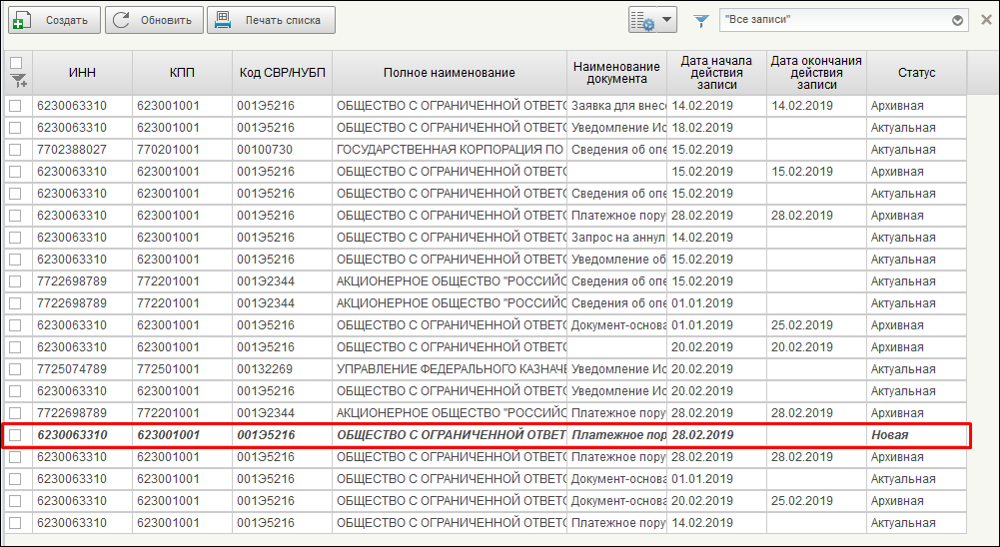 Создать Обновить Печать списка "Все записи"
ИНН КПП Код СВР/НУБП Полное наименование Наименование документа Дата начала действия записи Дата окончания действия записи Статус
6230063310 623001001 001Э5216 ОБЩЕСТВО С ОГРАНИЧЕННОЙ ОТВЕТС Заявка для внес 14.02.2019 14.02.2019 Архивная
6230063310 623001001 001Э5216 ОБЩЕСТВО С ОГРАНИЧЕННОЙ ОТВЕТС Уведомление Ис 18.02.2019 Актуальная
7702388027 770201001 00100730 ГОСУДАРСТВЕННАЯ КОРПОРАЦИЯ ПО Сведения об опе 15.02.2019 Актуальная
6230063310 623001001 001Э5216 ОБЩЕСТВО С ОГРАНИЧЕННОЙ ОТВЕТС 15.02.2019 15.02.2019 Архивная
6230063310 623001001 001Э5216 ОБЩЕСТВО С ОГРАНИЧЕННОЙ ОТВЕТС Сведения об опе 15.02.2019 Актуальная
6230063310 623001001 001Э5216 ОБЩЕСТВО С ОГРАНИЧЕННОЙ ОТВЕТС Платежное пору 28.02.2019 28.02.2019 Архивная
6230063310 623001001 001Э5216 ОБЩЕСТВО С ОГРАНИЧЕННОЙ ОТВЕТС Запрос на аннул 14.02.2019 Актуальная
6230063310 623001001 001Э5216 ОБЩЕСТВО С ОГРАНИЧЕННОЙ ОТВЕТС Уведомление об 15.02.2019 Актуальная
7722698789 772201001 001Э2344 АКЦИОНЕРНОЕ ОБЩЕСТВО "РОССИЙС Сведения об опе 15.02.2019 Актуальная
7722698789 772201001 001Э2344 АКЦИОНЕРНОЕ ОБЩЕСТВО "РОССИЙС Сведения об опе 01.01.2019 Актуальная
6230063310 623001001 001Э5216 ОБЩЕСТВО С ОГРАНИЧЕННОЙ ОТВЕТС Документ-основа 01.01.2019 25.02.2019 Архивная
6230063310 623001001 001Э5216 ОБЩЕСТВО С ОГРАНИЧЕННОЙ ОТВЕТС 20.02.2019 20.02.2019 Архивная
7725074789 772501001 00132269 УПРАВЛЕНИЕ ФЕДЕРАЛЬНОГО КАЗНАЧЕ Уведомление Ис 20.02.2019 Актуальная
6230063310 623001001 001Э5216 ОБЩЕСТВО С ОГРАНИЧЕННОЙ ОТВЕТС Уведомление Ис 20.02.2019 Актуальная
7722698789 772201001 001Э2344 АКЦИОНЕРНОЕ ОБЩЕСТВО "РОССИЙС Платежное пору 28.02.2019 28.02.2019 Архивная
6230063310 623001001 001Э5216 ОБЩЕСТВО С ОГРАНИЧЕННОЙ ОТВЕТ Платежное пор 28.02.2019 Новая
6230063310 623001001 001Э5216 ОБЩЕСТВО С ОГРАНИЧЕННОЙ ОТВЕТС Платежное пору 28.02.2019 28.02.2019 Архивная
6230063310 623001001 001Э5216 ОБЩЕСТВО С ОГРАНИЧЕННОЙ ОТВЕТС Документ-основа 01.01.2019 Актуальная
6230063310 623001001 001Э5216 ОБЩЕСТВО С ОГРАНИЧЕННОЙ ОТВЕТС Документ-основа 20.02.2019 25.02.2019 Архивная
6230063310 623001001 001Э5216 ОБЩЕСТВО С ОГРАНИЧЕННОЙ ОТВЕТС Платежное пору 14.02.2019 Актуальная